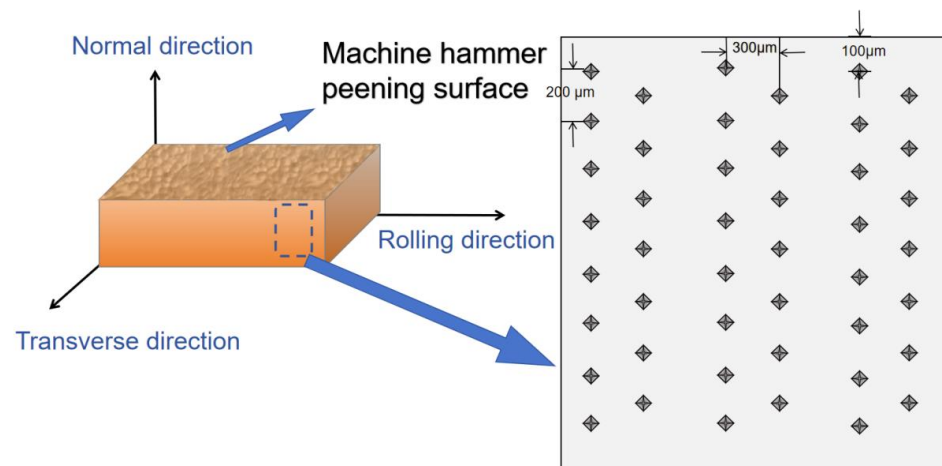 Normal direction
Machine hammer
peening surface
Rolling direction
Transverse direction
300μm
100μm
200 μm